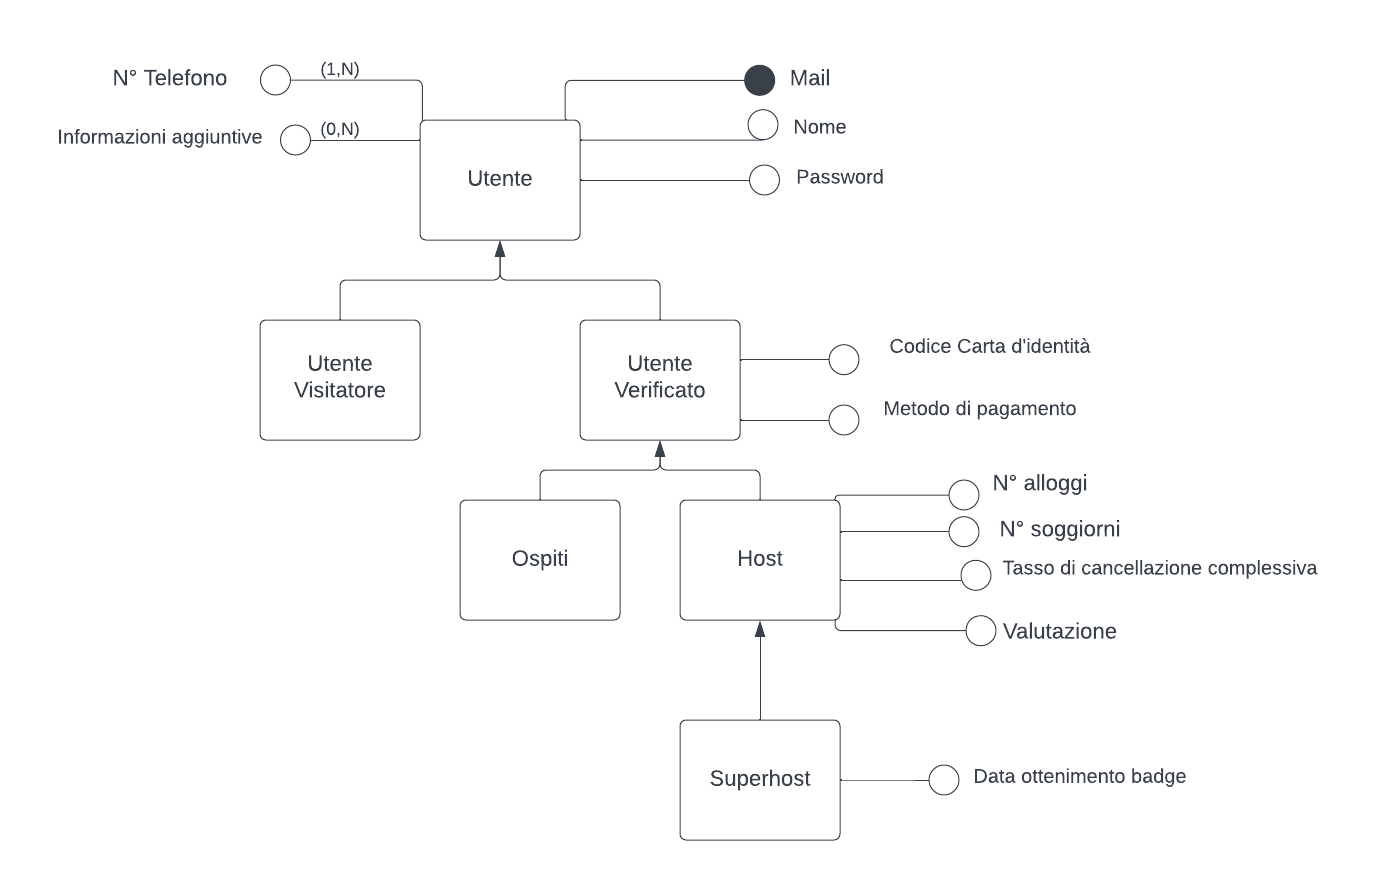 N° Telefono
(1,N)
Mail
Informazioni aggiuntive
(0,N)
Nome
Utente
Password
Utente
Visitatore
Utente
Verificato
Codice Carta d'identità
Metodo di pagamento
Ospiti
Host
N° alloggi
N° soggiorni
Tasso di cancellazione complessiva
Valutazione
Superhost
Data ottenimento badge